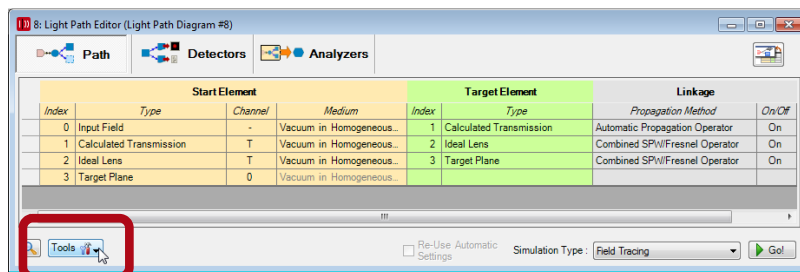 8: Light Path Editor (Light Path Diagram #8)
Path Detectors Analyzers
Start Element Target Element Linkage
Index Type Channel Medium Index Type Propagation Method On/Off
0 Input Field - Vacuum in Homogeneous... 1 Calculated Transmission Automatic Propagation Operator On
1 Calculated Transmission T Vacuum in Homogeneous... 2 Ideal Lens Combined SPW/Fresnel Operator On
2 Ideal Lens T Vacuum in Homogeneous... 3 Target Plane Combined SPW/Fresnel Operator On
3 Target Plane 0 Vacuum in Homogeneous...
Tools Re-Use Automatic Settings Simulation Type : Field Tracing Go!